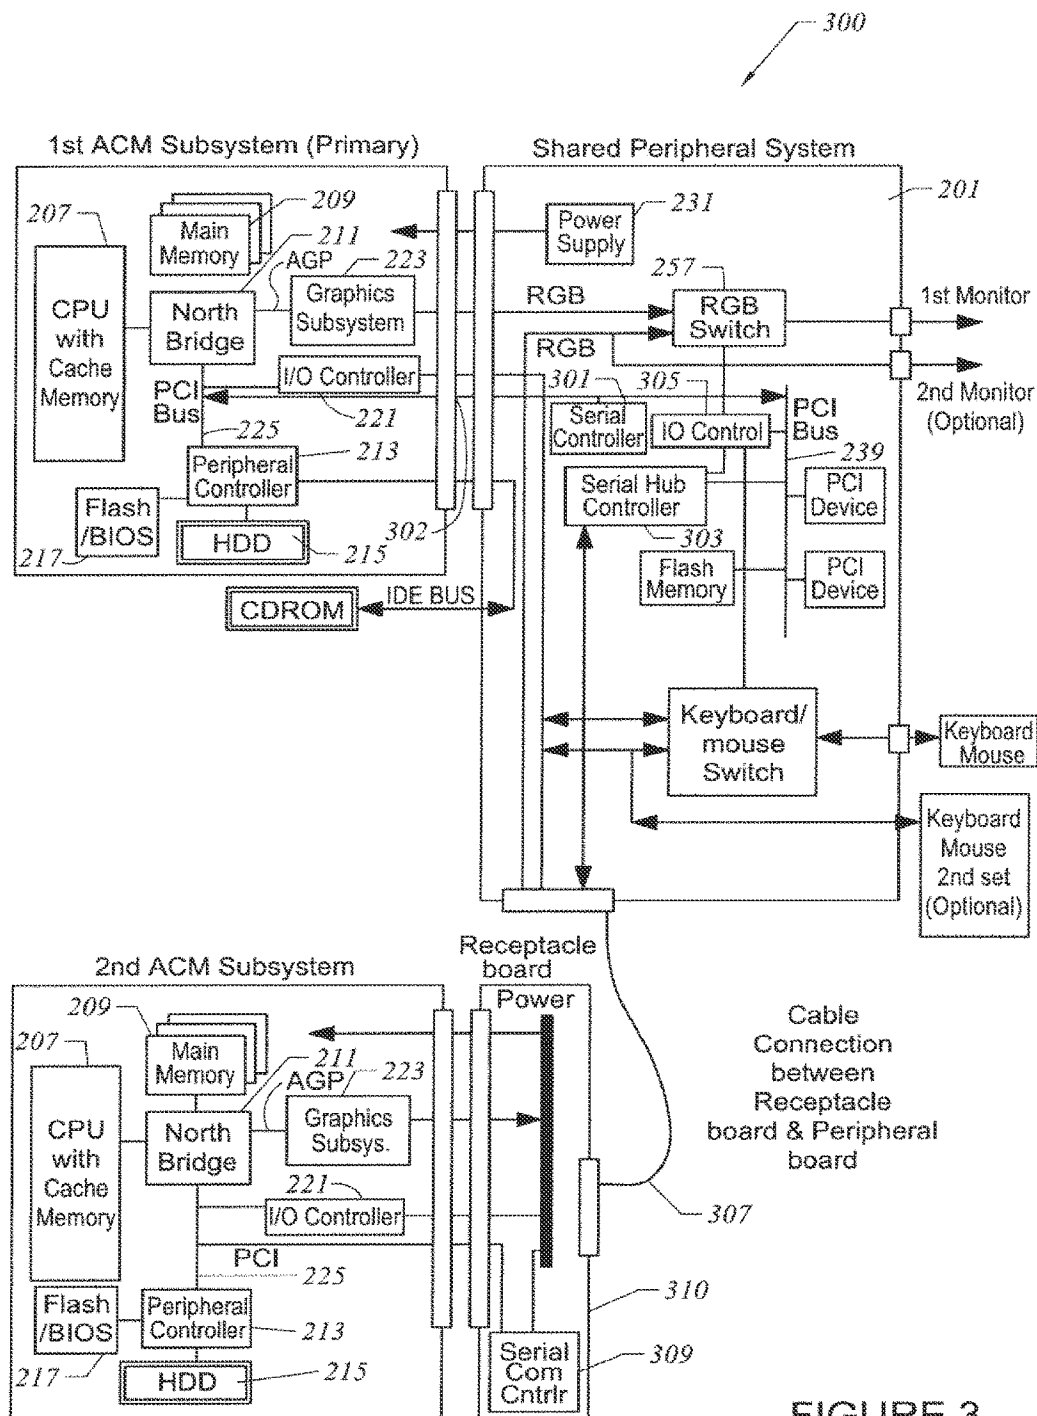 300
1st ACM Subsystem (Primary)
Shared Peripheral System
207
209
211
223
AGP
Main
Memory
CPU
with
Cache
Memory
North
Bridge
Graphics
Subsystem
I/O Controller
221
PCI
Bus
225
213
Peripheral
Controller
Flash
/BIOS
217
HDD
215
302
CDROM
IDE BUS
201
231
Power
Supply
257
RGB
RGB
Switch
RGB
1st Monitor
2nd Monitor
(Optional)
301
305
Serial
Controller
IO Control
PCI
Bus
239
Serial Hub
Controller
303
PCI
Device
Flash
Memory
PCI
Device
Keyboard/
mouse
Switch
Keyboard
Mouse
Keyboard
Mouse
2nd set
(Optional)
2nd ACM Subsystem
Receptacle
board
Power
207
209
211
223
AGP
Main
Memory
CPU
with
Cache
Memory
North
Bridge
Graphics
Subsys.
221
I/O Controller
PCI
225
Flash
/BIOS
Peripheral
Controller
213
217
HDD
215
Serial
Com
Cntrlr
309
310
307
Cable
Connection
between
Receptacle
board & Peripheral
board
FIGURE 3